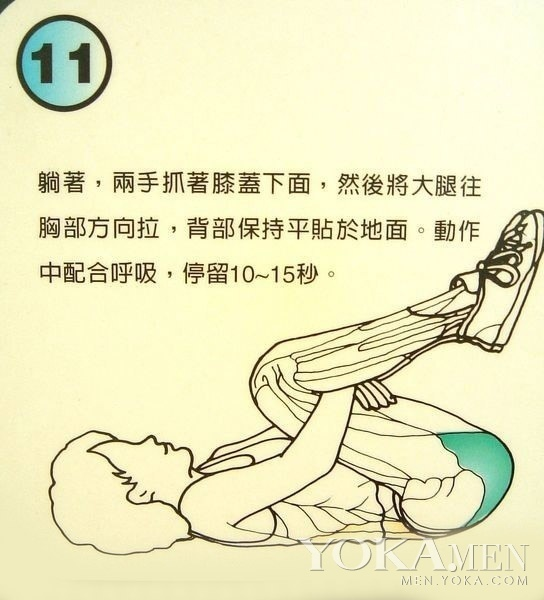 11
躺著，兩手抓著膝蓋下面，然後將大腿往
胸部方向拉，背部保持平貼於地面。動作
中配合呼吸，停留10~15秒。
YOKAMEN
MEN.YOKA.COM